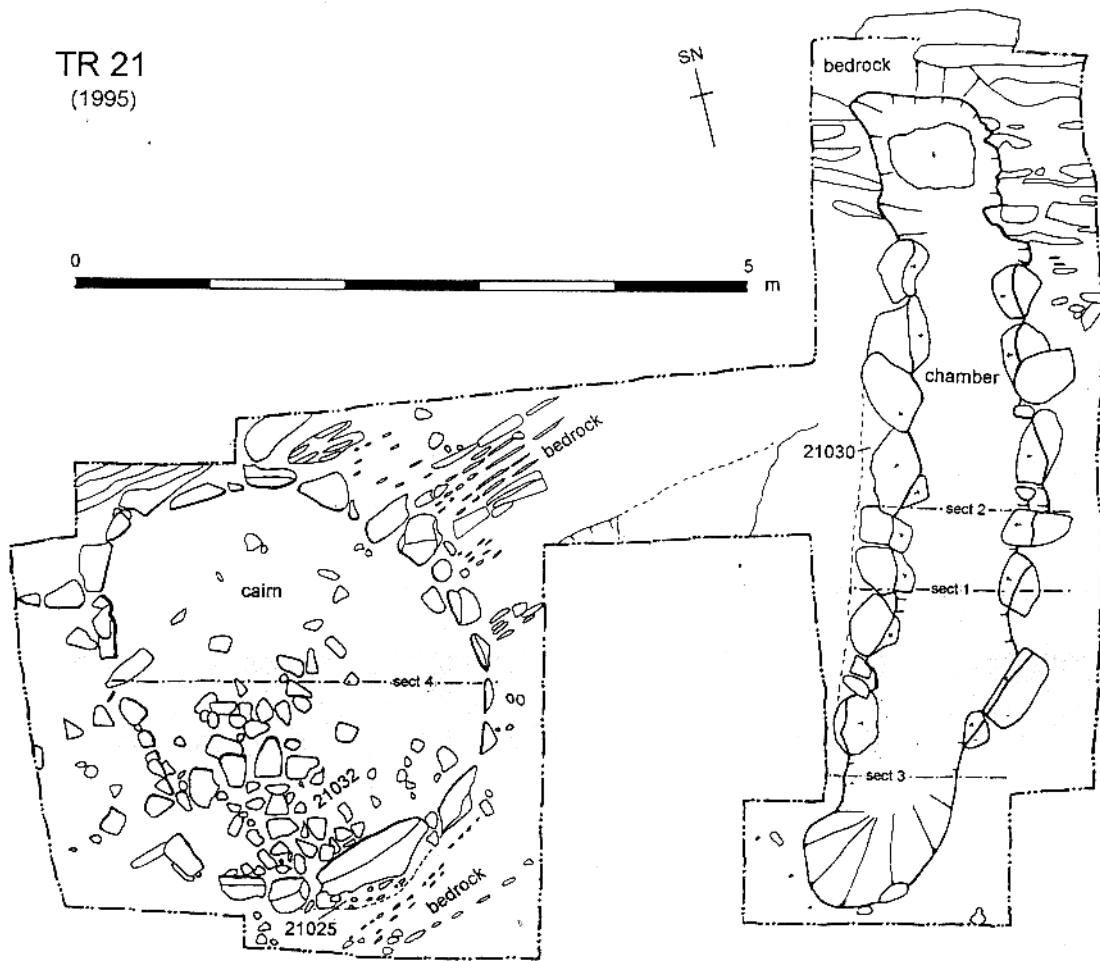 TR 21
(1995)
SN
bedrock
0
5
m
chamber
bedrock
21030
sect 2
cairn
sect 1
sect 4
21032
sect 3
bedrock
21025